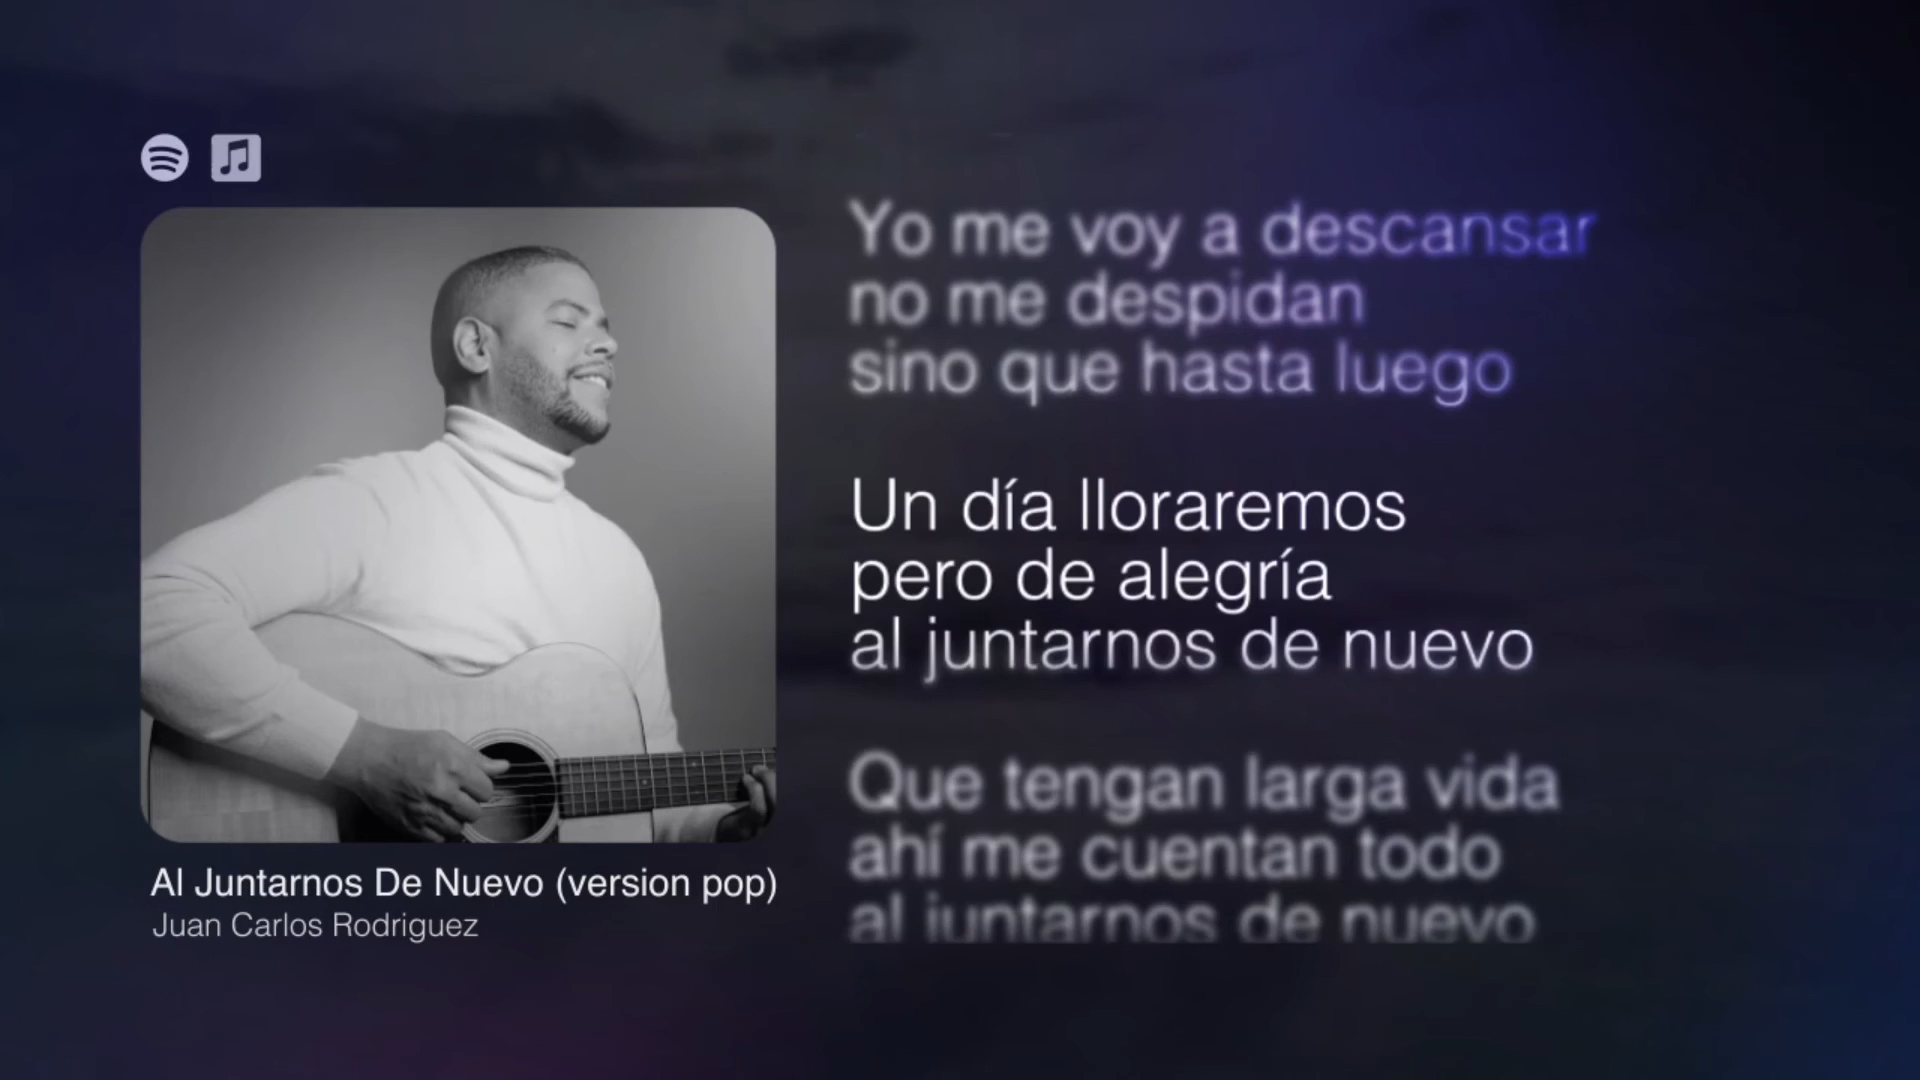 Yo me voy a descansar
no me despidan
sino que hasta luego
Un día lloraremos
pero de alegría
al juntarnos de nuevo
Que tengan larga vida
ahí me cuentan todo
al juntarnos de nuevo
Al Juntarnos De Nuevo (version pop)
Juan Carlos Rodriguez